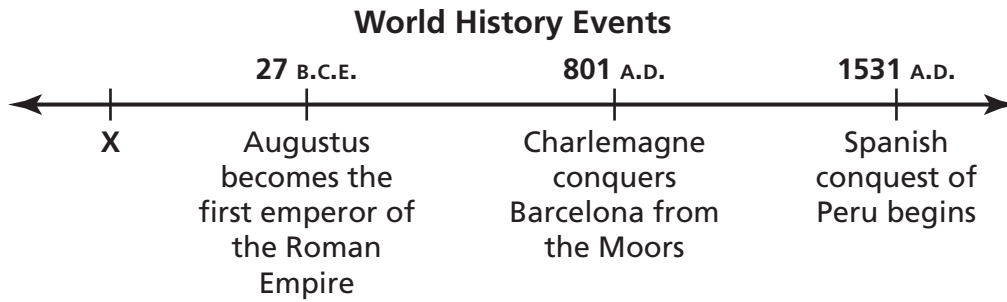 World History Events
27 B.C.E.
801 A.D.
1531 A.D.
X
Augustus
becomes the
first emperor of
the Roman
Empire
Charlemagne
conquers
Barcelona from
the Moors
Spanish
conquest of
Peru begins